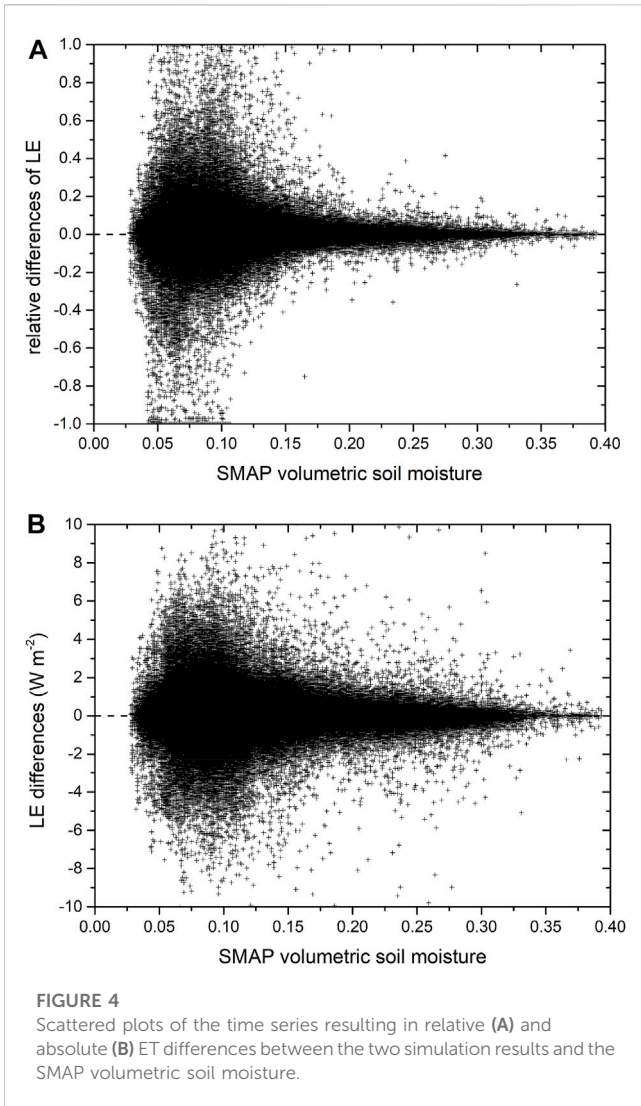 A
1.0
0.8
0.6
0.4
0.2
0.0
-0.2
-0.4
-0.6
-0.8
-1.0
relative differences of LE
0.00 0.05 0.10 0.15 0.20 0.25 0.30 0.35 0.40
SMAP volumetric soil moisture
B
10
8
6
4
2
0
-2
-4
-6
-8
-10
LE differences (W m⁻²)
0.00 0.05 0.10 0.15 0.20 0.25 0.30 0.35 0.40
SMAP volumetric soil moisture
FIGURE 4
Scattered plots of the time series resulting in relative (A) and
absolute (B) ET differences between the two simulation results and the
SMAP volumetric soil moisture.